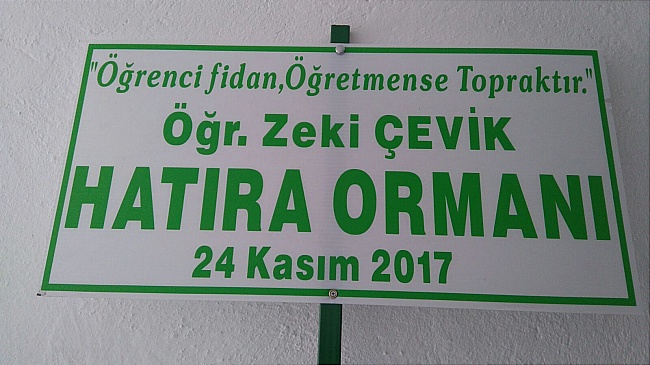 "Öğrenci fidan,Öğretmense Topraktır."
Öğr. Zeki ÇEVİK
HATIRA ORMANI
24 Kasım 2017